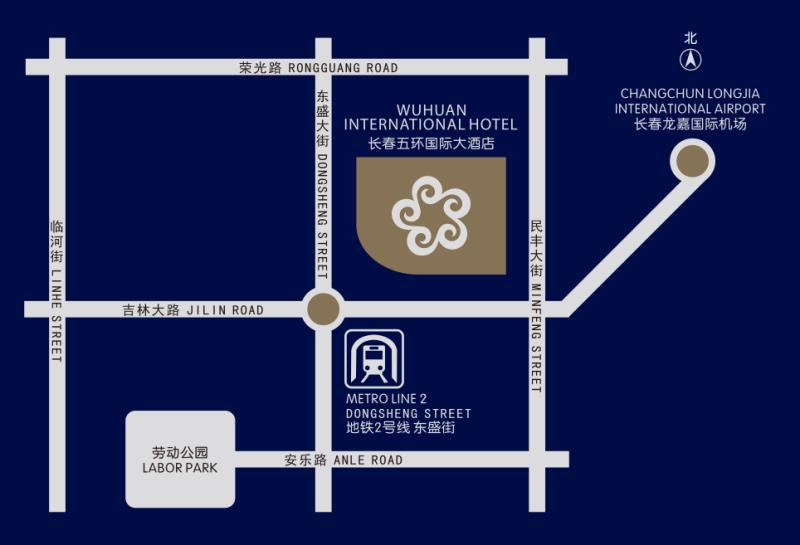 北
荣光路 RONGGUANG ROAD
CHANGCHUN LONGJIA
INTERNATIONAL AIRPORT
长春龙嘉国际机场
东盛大街 DONGSHENG STREET
WUHUAN
INTERNATIONAL HOTEL
长春五环国际大酒店
临河街 LINHE STREET
民丰大街 MINFENG STREET
吉林大路 JILIN ROAD
METRO LINE 2
DONGSHENG STREET
地铁2号线 东盛街
劳动公园
LABOR PARK
安乐路 ANLE ROAD